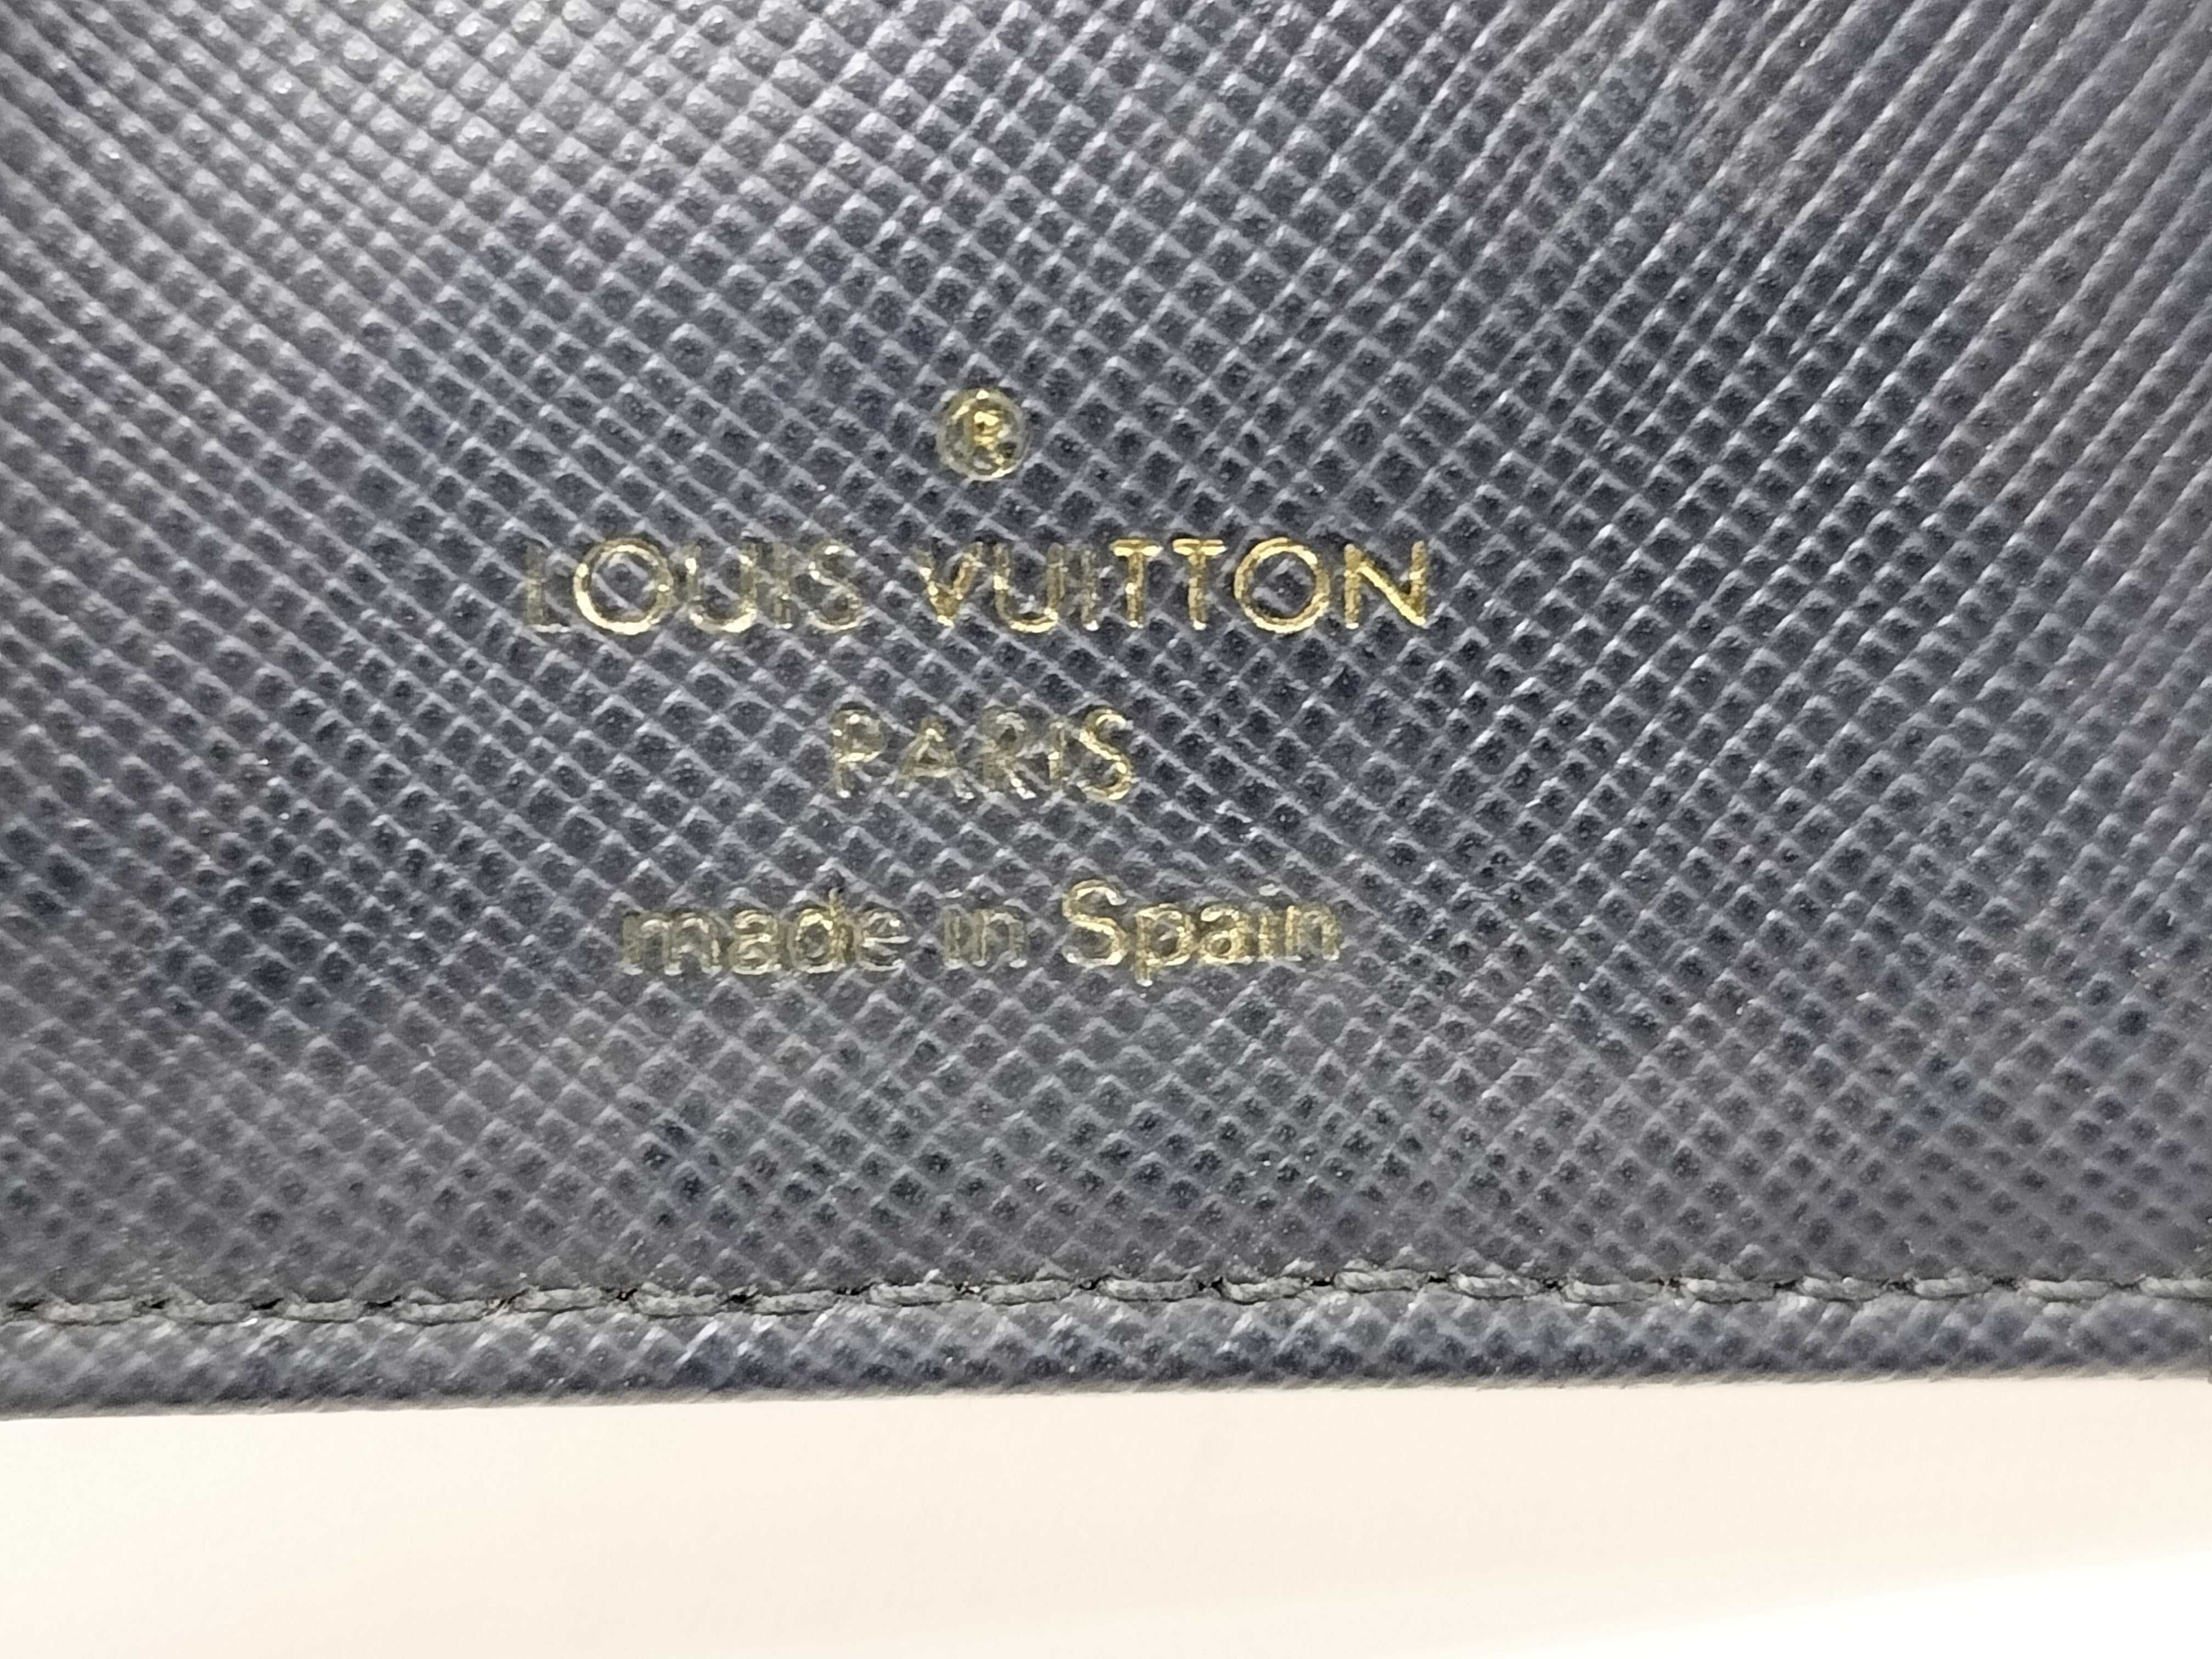 ®
LOUIS VUITTON
PARIS
made in Spain